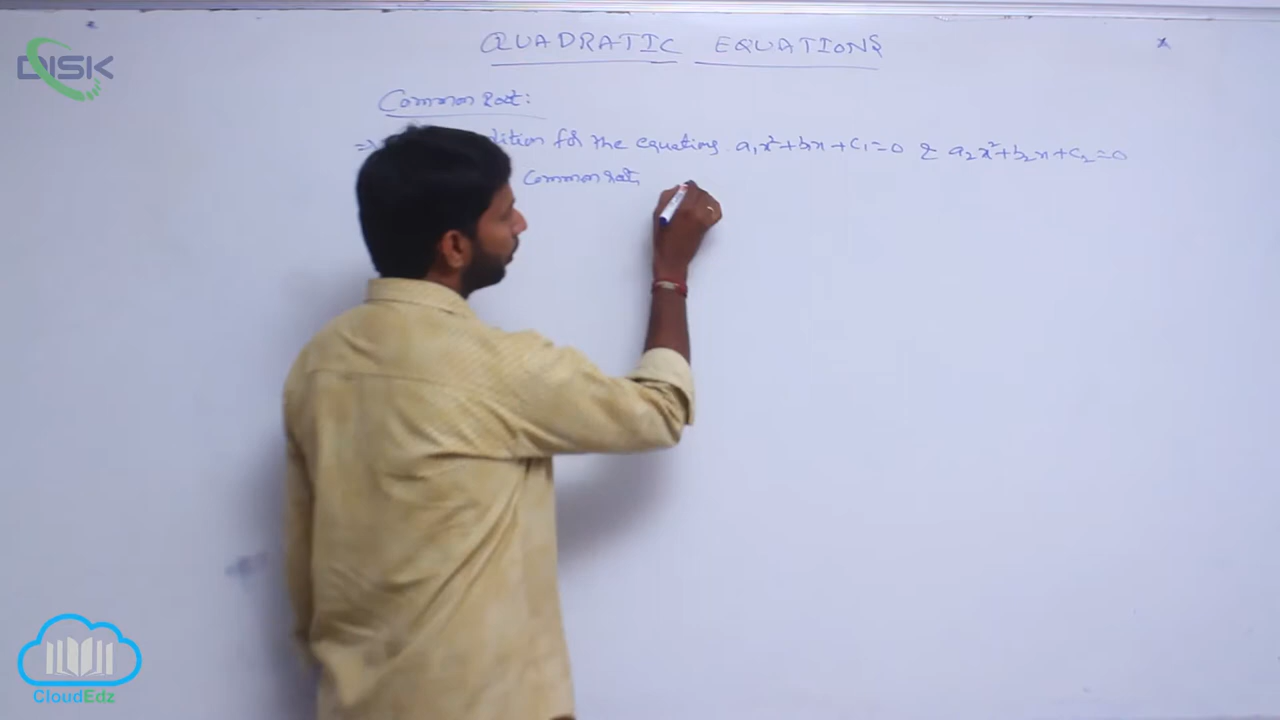 QUADRATIC EQUATIONS
DISK
Common root:
⇒ dition for the equations a₁x²+b₁x+c₁=0 & a₂x²+b₂x+c₂=0
Common root
CloudEdz